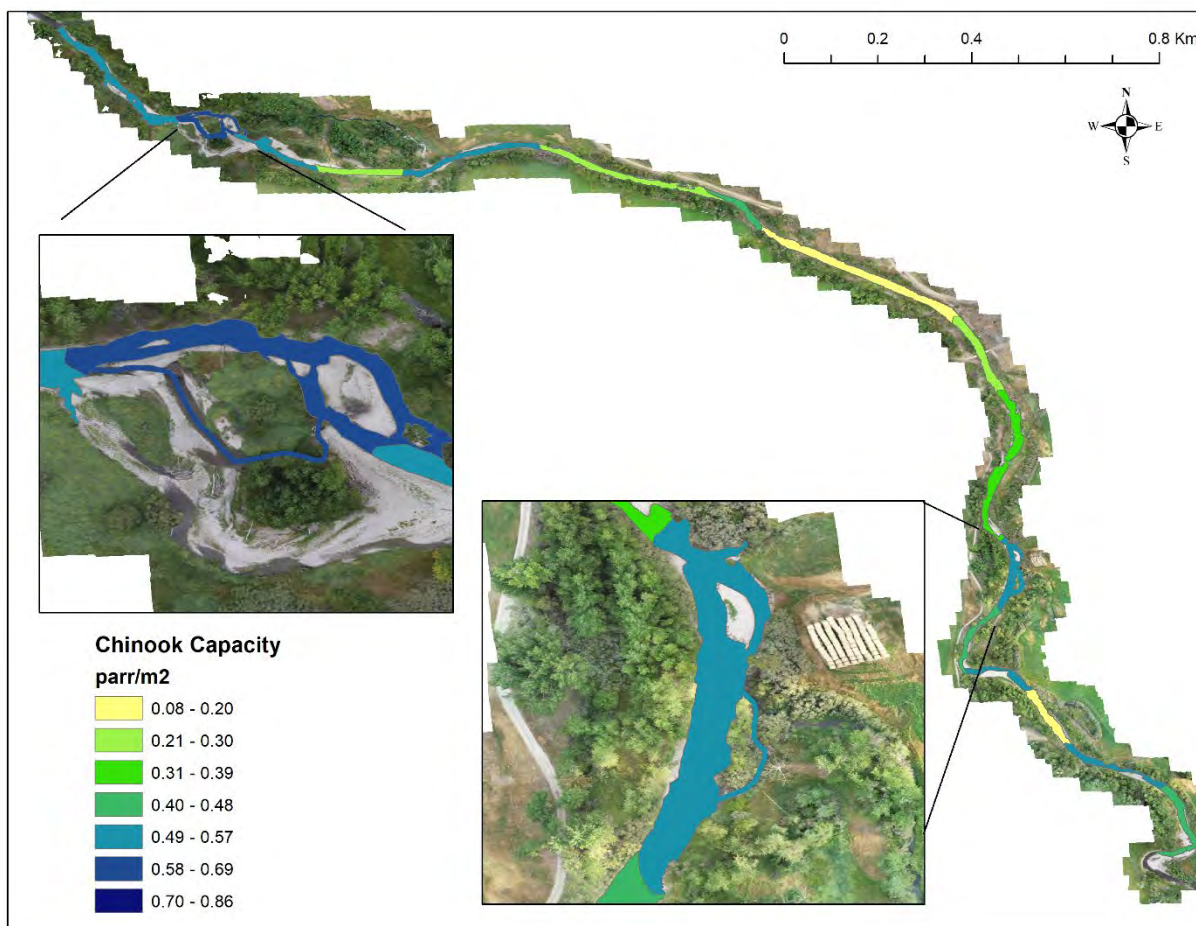 0 0.2 0.4 0.8 Km
N
W E
S
Chinook Capacity
parr/m2
0.08 - 0.20
0.21 - 0.30
0.31 - 0.39
0.40 - 0.48
0.49 - 0.57
0.58 - 0.69
0.70 - 0.86